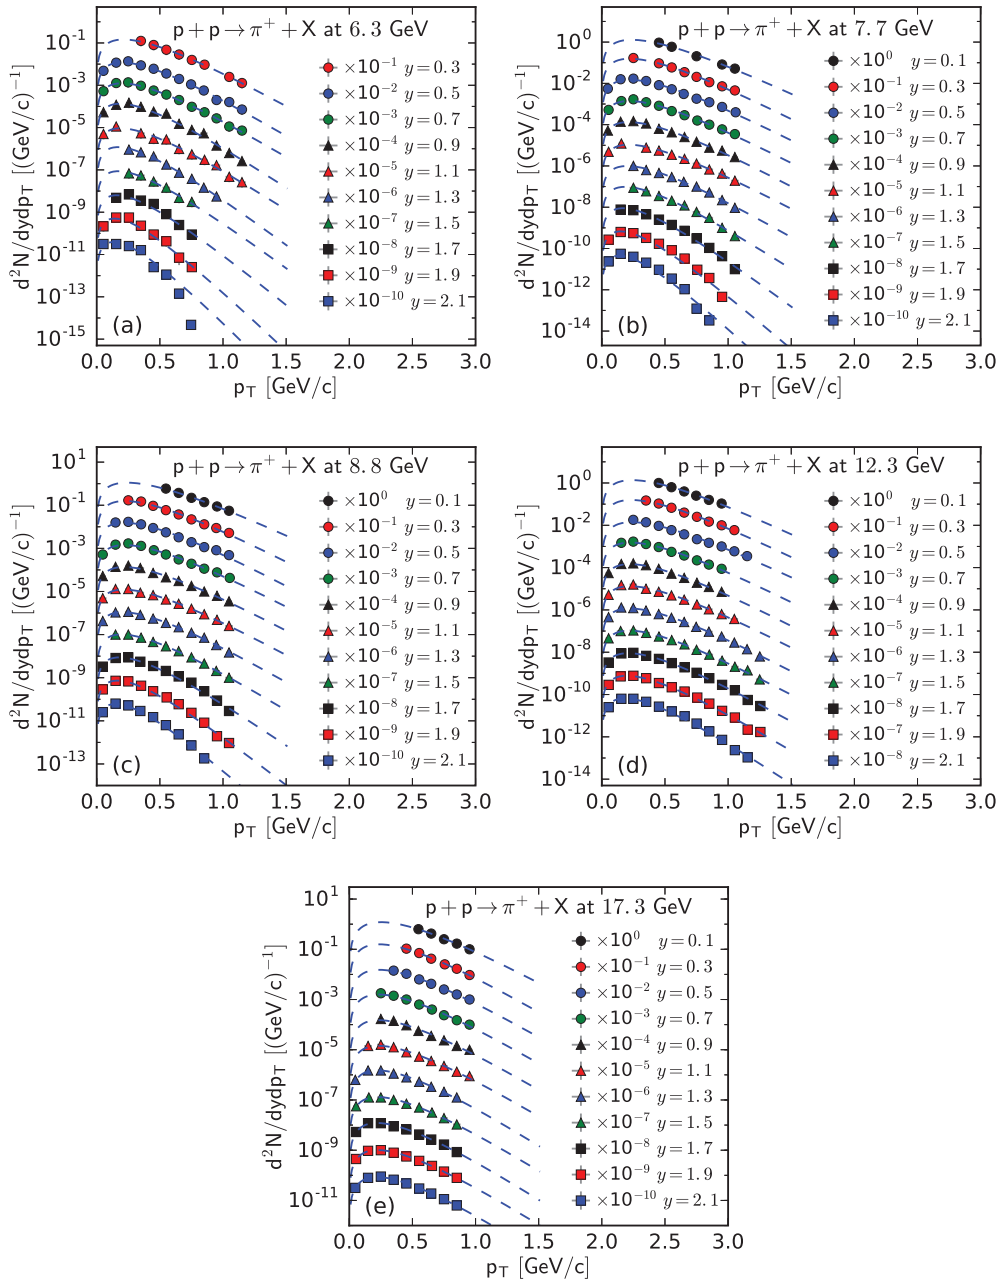 p + p → π⁺ + X at 6.3 GeV
10⁻¹
10⁻³
10⁻⁵
10⁻⁷
10⁻⁹
10⁻¹¹
10⁻¹³
10⁻¹⁵
d²N/dydp_T [(GeV/c)⁻¹]
×10⁻¹ y=0.3
×10⁻² y=0.5
×10⁻³ y=0.7
×10⁻⁴ y=0.9
×10⁻⁵ y=1.1
×10⁻⁶ y=1.3
×10⁻⁷ y=1.5
×10⁻⁸ y=1.7
×10⁻⁹ y=1.9
×10⁻¹⁰ y=2.1
(a)
0.0 0.5 1.0 1.5 2.0 2.5 3.0
p_T [GeV/c]
p + p → π⁺ + X at 7.7 GeV
10⁰
10⁻²
10⁻⁴
10⁻⁶
10⁻⁸
10⁻¹⁰
10⁻¹²
10⁻¹⁴
d²N/dydp_T [(GeV/c)⁻¹]
×10⁰ y=0.1
×10⁻¹ y=0.3
×10⁻² y=0.5
×10⁻³ y=0.7
×10⁻⁴ y=0.9
×10⁻⁵ y=1.1
×10⁻⁶ y=1.3
×10⁻⁷ y=1.5
×10⁻⁸ y=1.7
×10⁻⁹ y=1.9
×10⁻¹⁰ y=2.1
(b)
0.0 0.5 1.0 1.5 2.0 2.5 3.0
p_T [GeV/c]
p + p → π⁺ + X at 8.8 GeV
10¹
10⁻¹
10⁻³
10⁻⁵
10⁻⁷
10⁻⁹
10⁻¹¹
10⁻¹³
d²N/dydp_T [(GeV/c)⁻¹]
×10⁰ y=0.1
×10⁻¹ y=0.3
×10⁻² y=0.5
×10⁻³ y=0.7
×10⁻⁴ y=0.9
×10⁻⁵ y=1.1
×10⁻⁶ y=1.3
×10⁻⁷ y=1.5
×10⁻⁸ y=1.7
×10⁻⁹ y=1.9
×10⁻¹⁰ y=2.1
(c)
0.0 0.5 1.0 1.5 2.0 2.5 3.0
p_T [GeV/c]
p + p → π⁺ + X at 12.3 GeV
10⁰
10⁻²
10⁻⁴
10⁻⁶
10⁻⁸
10⁻¹⁰
10⁻¹²
10⁻¹⁴
d²N/dydp_T [(GeV/c)⁻¹]
×10⁰ y=0.1
×10⁻¹ y=0.3
×10⁻² y=0.5
×10⁻³ y=0.7
×10⁻⁴ y=0.9
×10⁻⁵ y=1.1
×10⁻⁶ y=1.3
×10⁻⁷ y=1.5
×10⁻⁸ y=1.7
×10⁻⁷ y=1.9
×10⁻⁸ y=2.1
(d)
0.0 0.5 1.0 1.5 2.0 2.5 3.0
p_T [GeV/c]
p + p → π⁺ + X at 17.3 GeV
10¹
10⁻¹
10⁻³
10⁻⁵
10⁻⁷
10⁻⁹
10⁻¹¹
d²N/dydp_T [(GeV/c)⁻¹]
×10⁰ y=0.1
×10⁻¹ y=0.3
×10⁻² y=0.5
×10⁻³ y=0.7
×10⁻⁴ y=0.9
×10⁻⁵ y=1.1
×10⁻⁶ y=1.3
×10⁻⁷ y=1.5
×10⁻⁸ y=1.7
×10⁻⁹ y=1.9
×10⁻¹⁰ y=2.1
(e)
0.0 0.5 1.0 1.5 2.0 2.5 3.0
p_T [GeV/c]